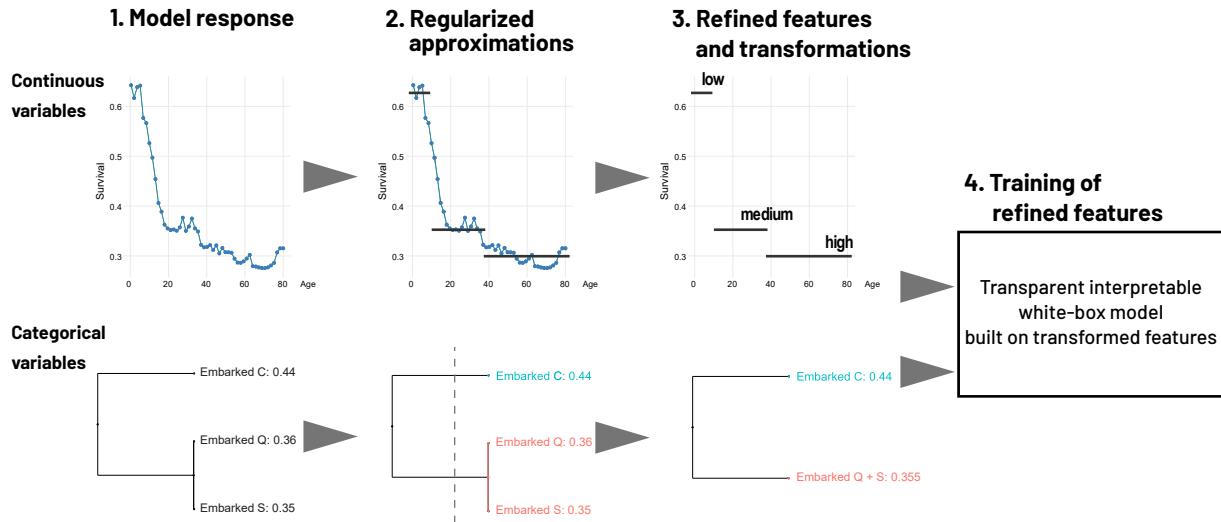 1. Model response
2. Regularized
approximations
3. Refined features
and transformations
Continuous
variables
Survival
0.6
0.5
0.4
0.3
0
20
40
60
80
Age
Survival
0.6
0.5
0.4
0.3
0
20
40
60
80
Age
Survival
0.6
0.5
0.4
0.3
low
medium
high
0
20
40
60
80
Age
4. Training of
refined features
Transparent interpretable
white-box model
built on transformed features
Categorical
variables
Embarked C: 0.44
Embarked Q: 0.36
Embarked S: 0.35
Embarked C: 0.44
Embarked Q: 0.36
Embarked S: 0.35
Embarked C: 0.44
Embarked Q + S: 0.355